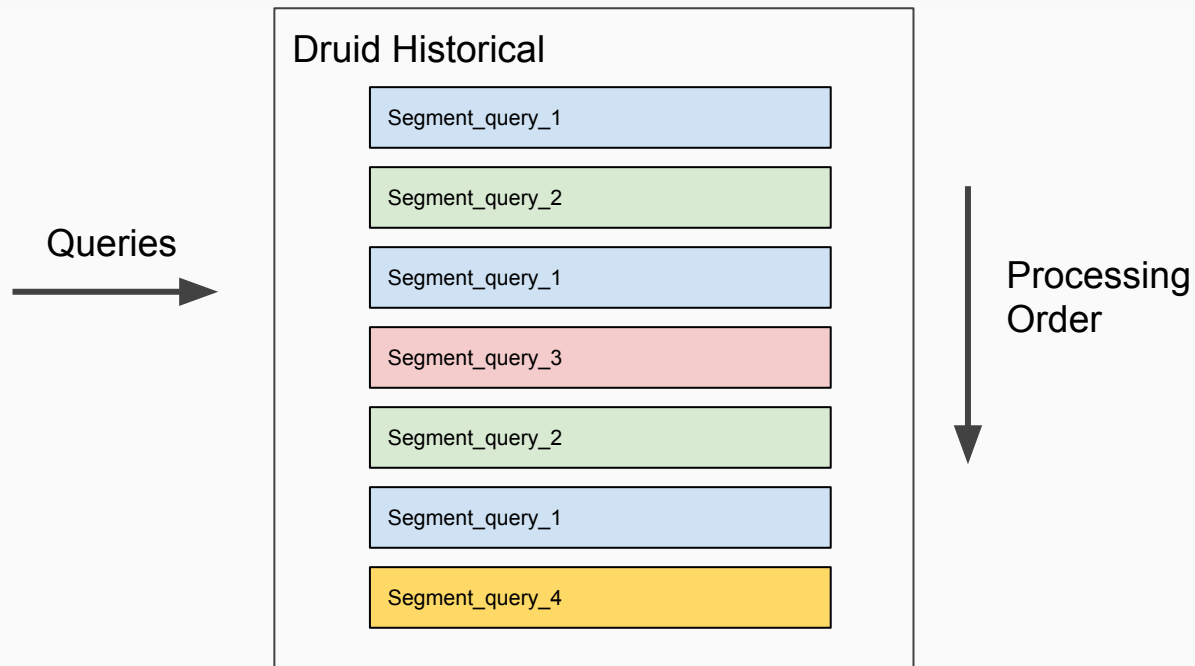 Druid Historical
Segment_query_1
Segment_query_2
Queries
Segment_query_1
Processing
Order
Segment_query_3
Segment_query_2
Segment_query_1
Segment_query_4